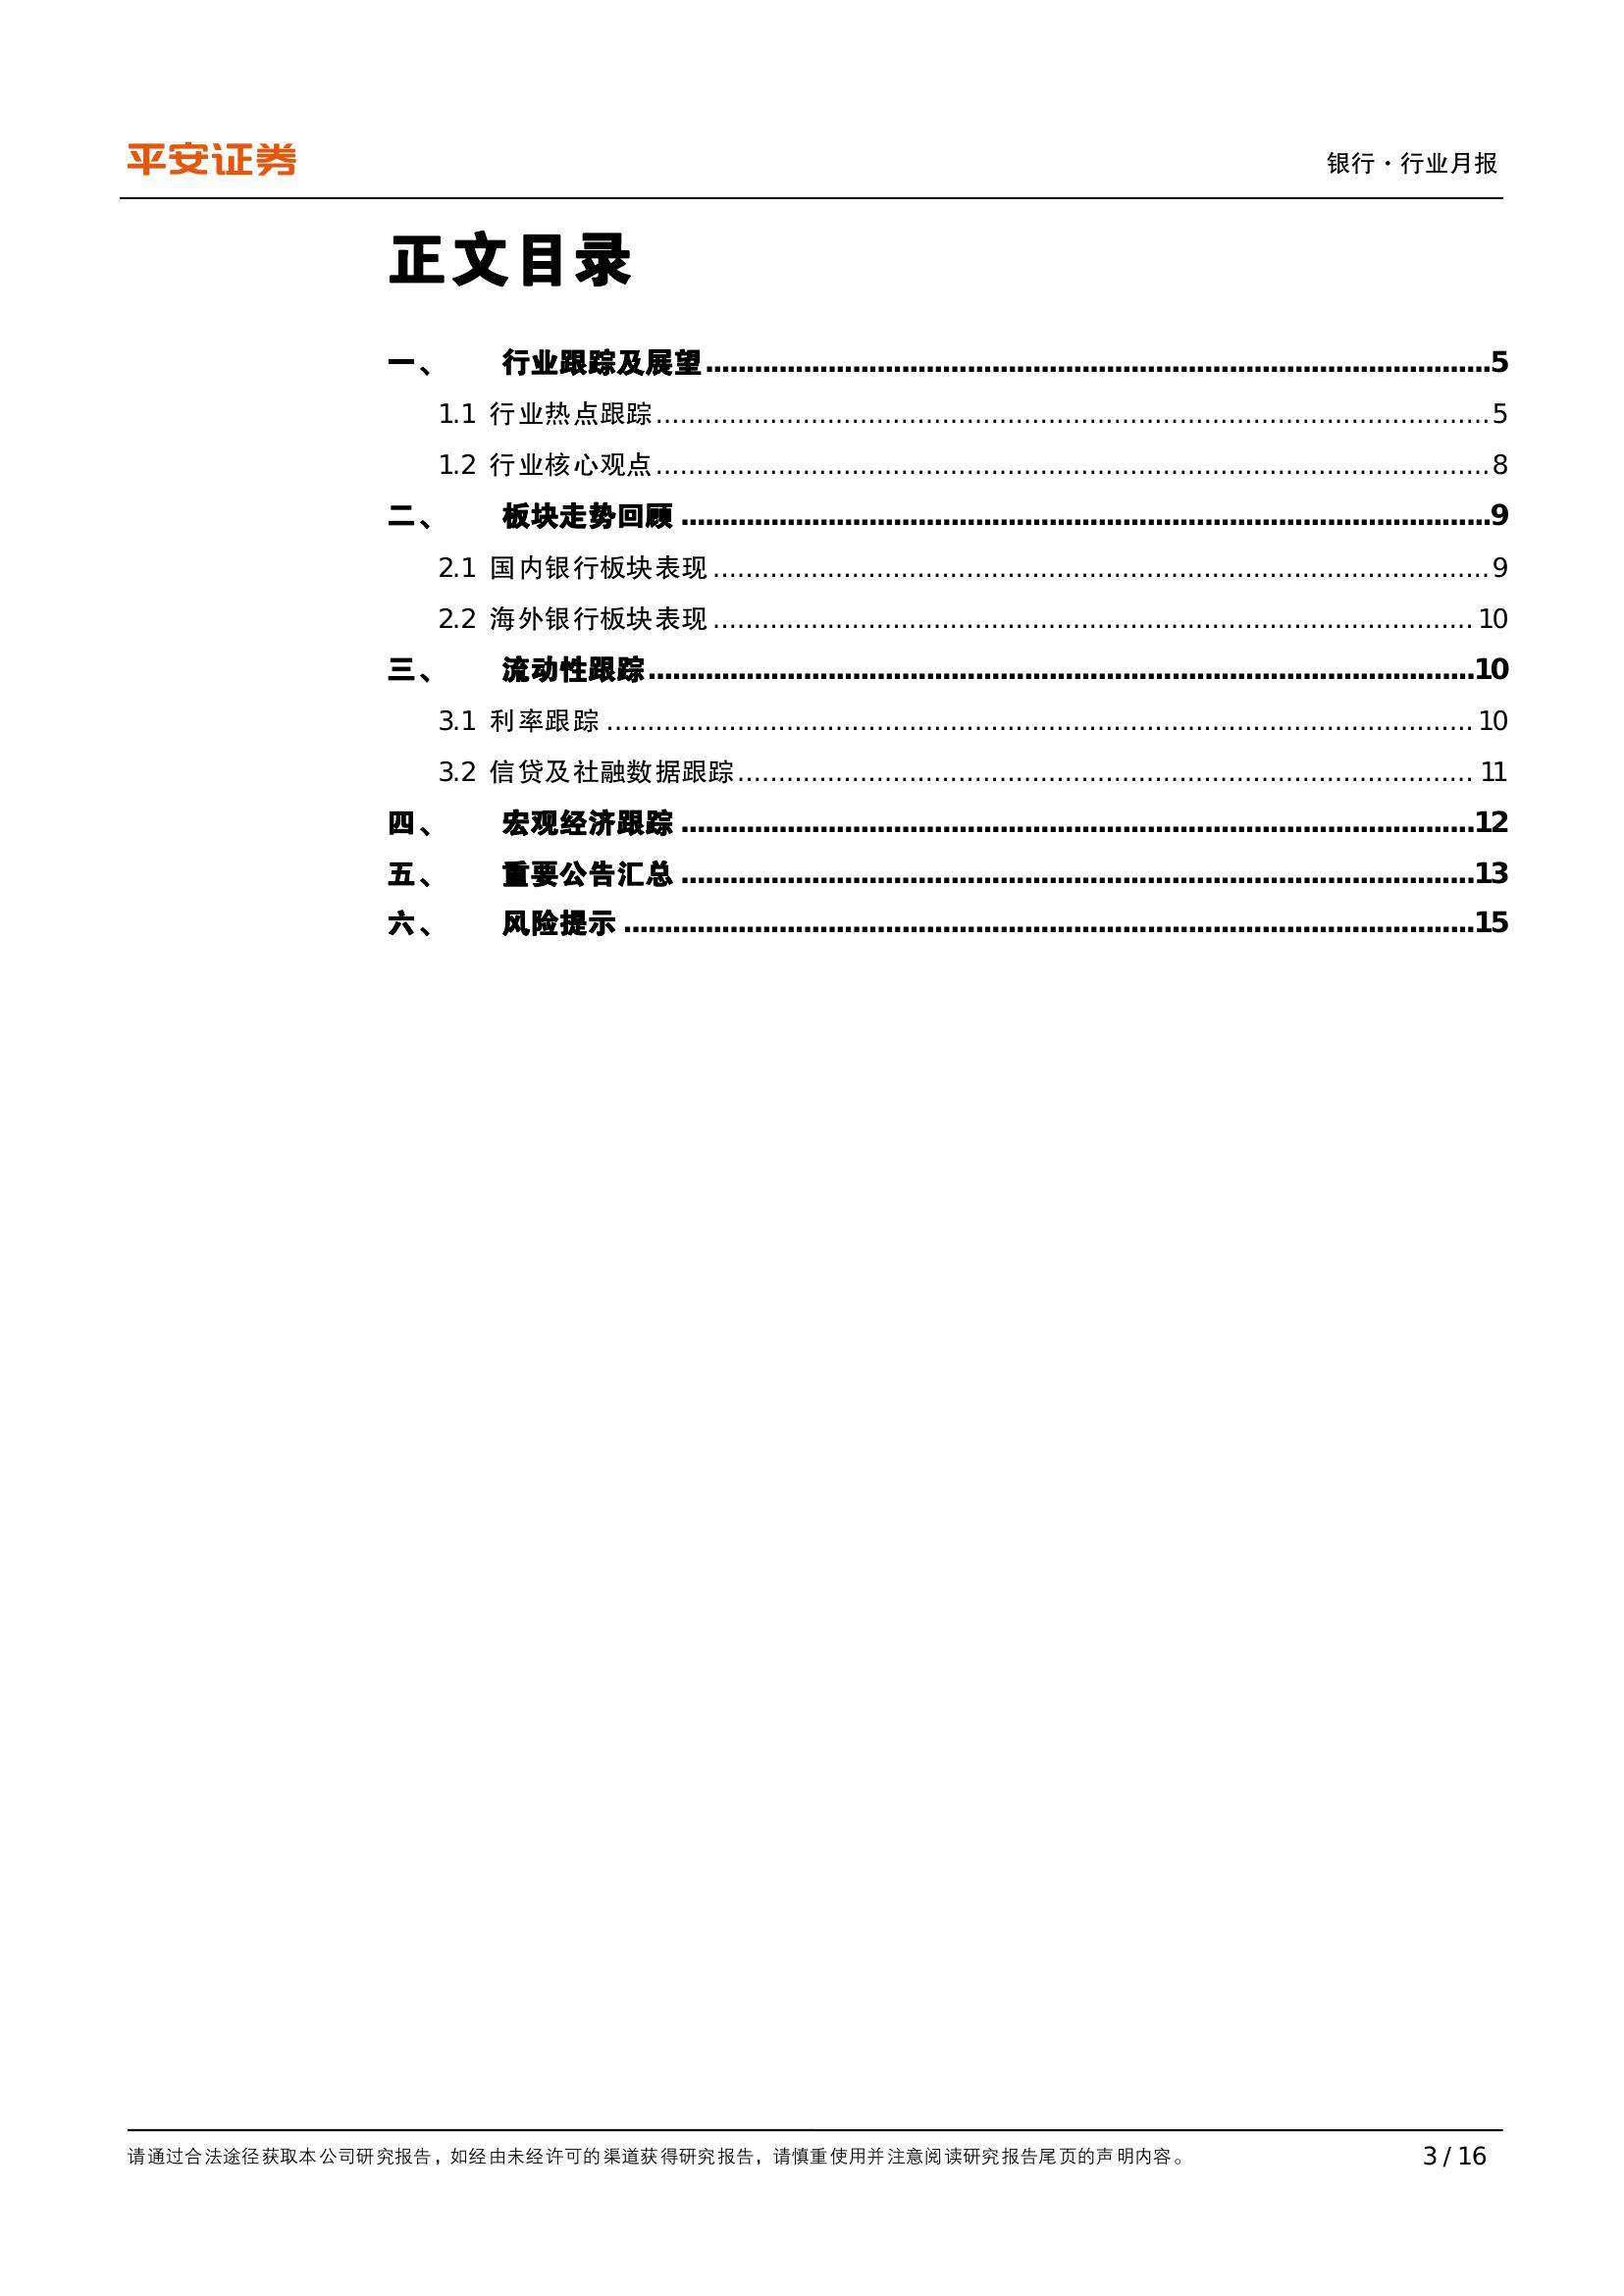 平安证券
银行·行业月报
正文目录
一、 行业跟踪及展望........................................5
1.1 行业热点跟踪........................................5
1.2 行业核心观点........................................8
二、 板块走势回顾........................................9
2.1 国内银行板块表现........................................9
2.2 海外银行板块表现........................................10
三、 流动性跟踪........................................10
3.1 利率跟踪........................................10
3.2 信贷及社融数据跟踪........................................11
四、 宏观经济跟踪........................................12
五、 重要公告汇总........................................13
六、 风险提示........................................15
请通过合法途径获取本公司研究报告，如经由未经许可的渠道获得研究报告，请慎重使用并注意阅读研究报告尾页的声明内容。 3 / 16